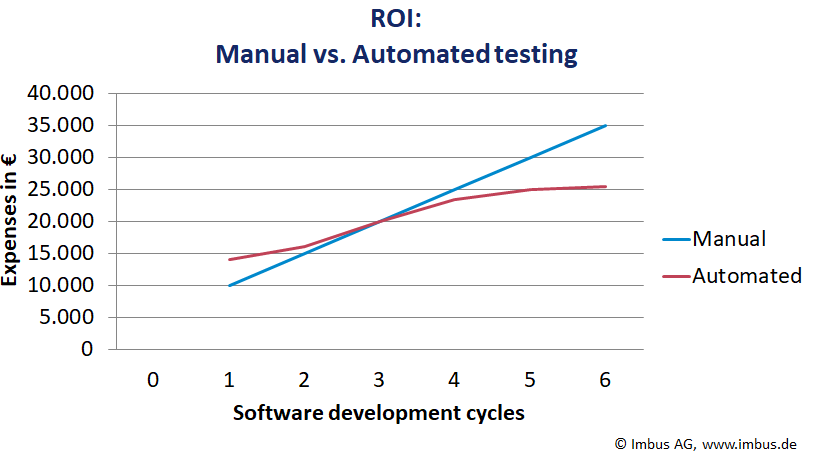 ROI:
Manual vs. Automated testing
40.000
35.000
30.000
25.000
20.000
15.000
10.000
5.000
0
Expenses in €
0 1 2 3 4 5 6
Software development cycles
Manual
Automated
© Imbus AG, www.imbus.de